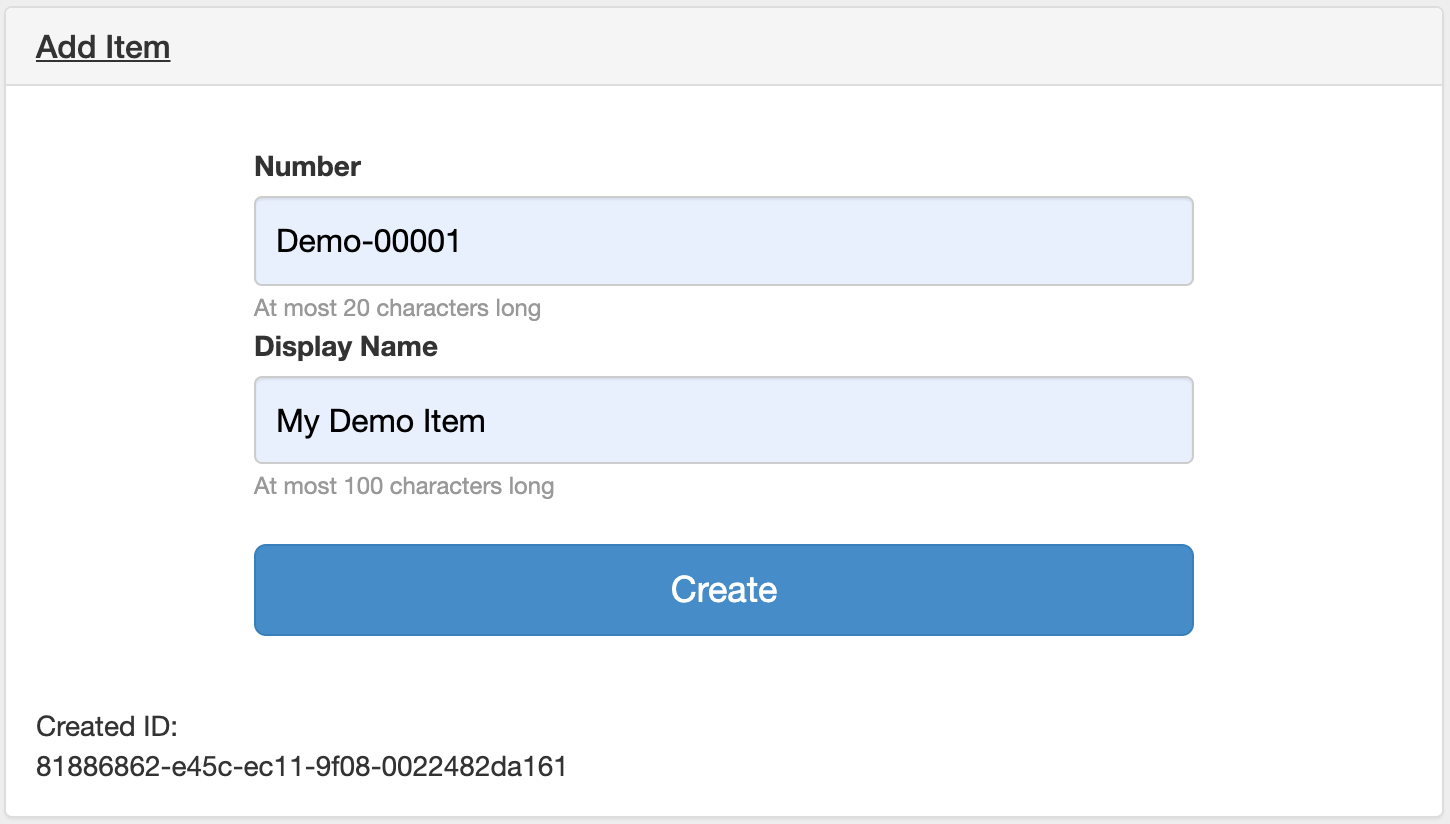 Add Item
Number
Demo-00001
At most 20 characters long
Display Name
My Demo Item
At most 100 characters long
Create
Created ID:
81886862-e45c-ec11-9f08-0022482da161